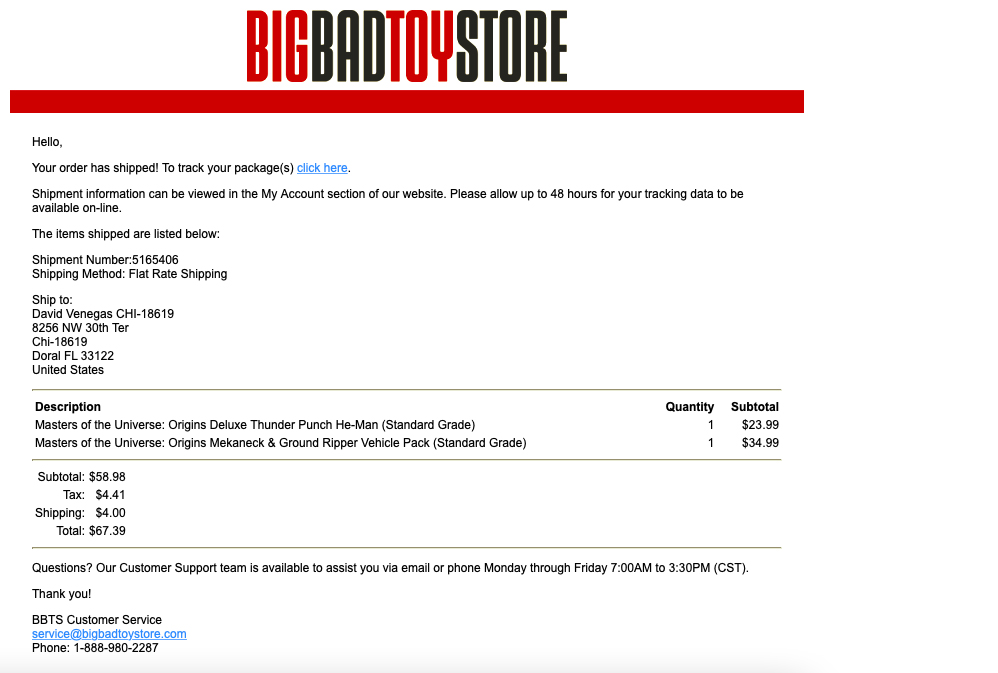 BIGBADTOYSTORE
Hello,
Your order has shipped! To track your package(s) click here.
Shipment information can be viewed in the My Account section of our website. Please allow up to 48 hours for your tracking data to be
available on-line.
The items shipped are listed below:
Shipment Number:5165406
Shipping Method: Flat Rate Shipping
Ship to:
David Venegas CHI-18619
8256 NW 30th Ter
Chi-18619
Doral FL 33122
United States
Description Quantity Subtotal
Masters of the Universe: Origins Deluxe Thunder Punch He-Man (Standard Grade) 1 $23.99
Masters of the Universe: Origins Mekaneck & Ground Ripper Vehicle Pack (Standard Grade) 1 $34.99
Subtotal: $58.98
Tax: $4.41
Shipping: $4.00
Total: $67.39
Questions? Our Customer Support team is available to assist you via email or phone Monday through Friday 7:00AM to 3:30PM (CST).
Thank you!
BBTS Customer Service
service@bigbadtoystore.com
Phone: 1-888-980-2287